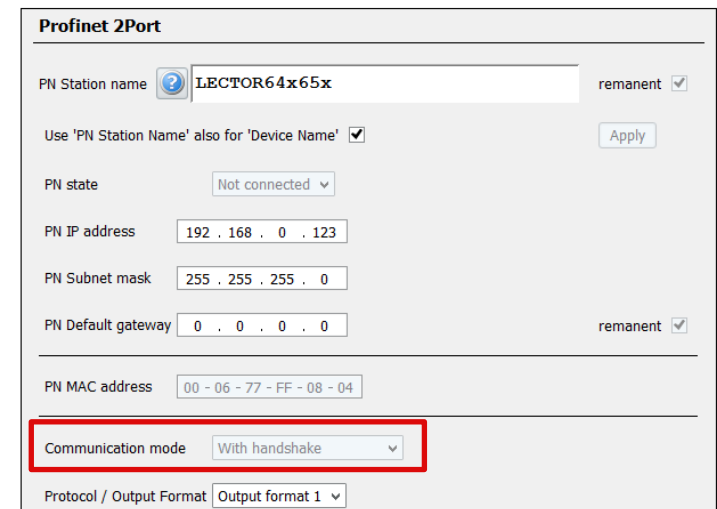 Profinet 2Port
PN Station name LECTOR64x65x remanent
Use 'PN Station Name' also for 'Device Name' Apply
PN state Not connected
PN IP address 192 . 168 . 0 . 123
PN Subnet mask 255 . 255 . 255 . 0
PN Default gateway 0 . 0 . 0 . 0 remanent
PN MAC address 00 - 06 - 77 - FF - 08 - 04
Communication mode With handshake
Protocol / Output Format Output format 1